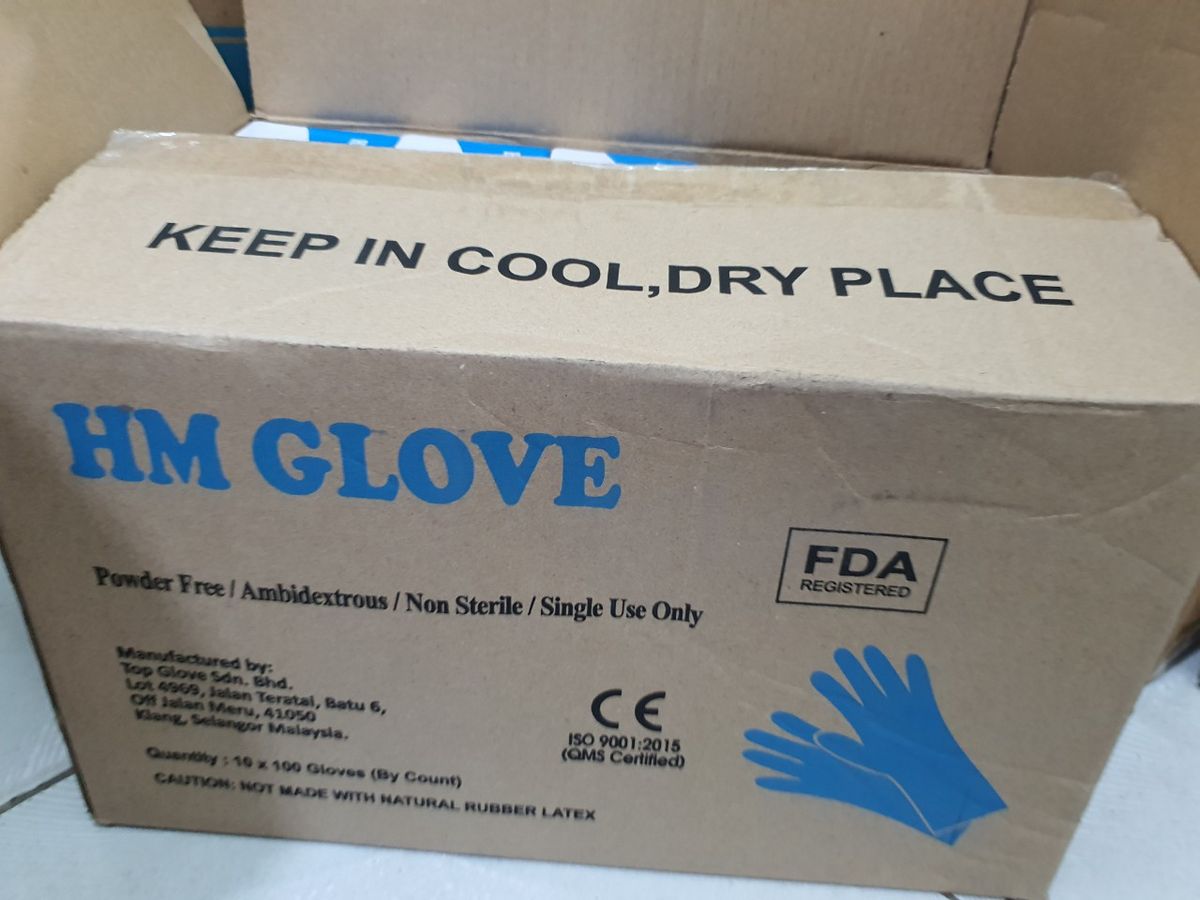 KEEP IN COOL,DRY PLACE
HM GLOVE
FDA
REGISTERED
Powder Free / Ambidextrous / Non Sterile / Single Use Only
Manufactured by:
Top Glove Sdn. Bhd.
Lot 4969, Jalan Teratai, Batu 6,
Off Jalan Meru, 41050
Klang, Selangor Malaysia.
CE
ISO 9001:2015
(QMS Certified)
Quantity : 10 x 100 Gloves (By Count)
CAUTION: NOT MADE WITH NATURAL RUBBER LATEX